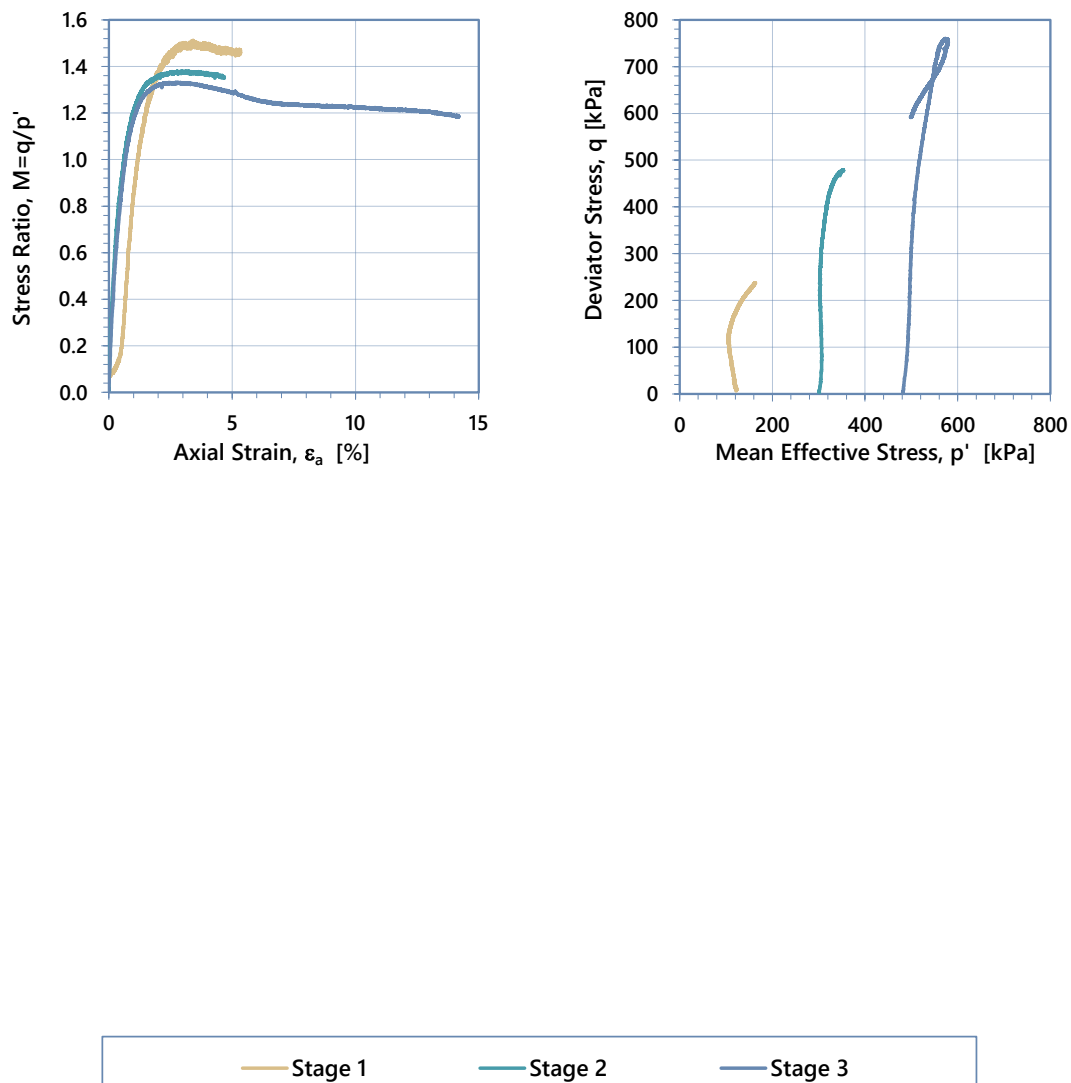 1.6
1.4
1.2
1.0
0.8
0.6
0.4
0.2
0.0
Stress Ratio, M=q/p'
0 5 10 15
Axial Strain, εa [%]
800
700
600
500
400
300
200
100
0
Deviator Stress, q [kPa]
0 200 400 600 800
Mean Effective Stress, p' [kPa]
Stage 1 Stage 2 Stage 3